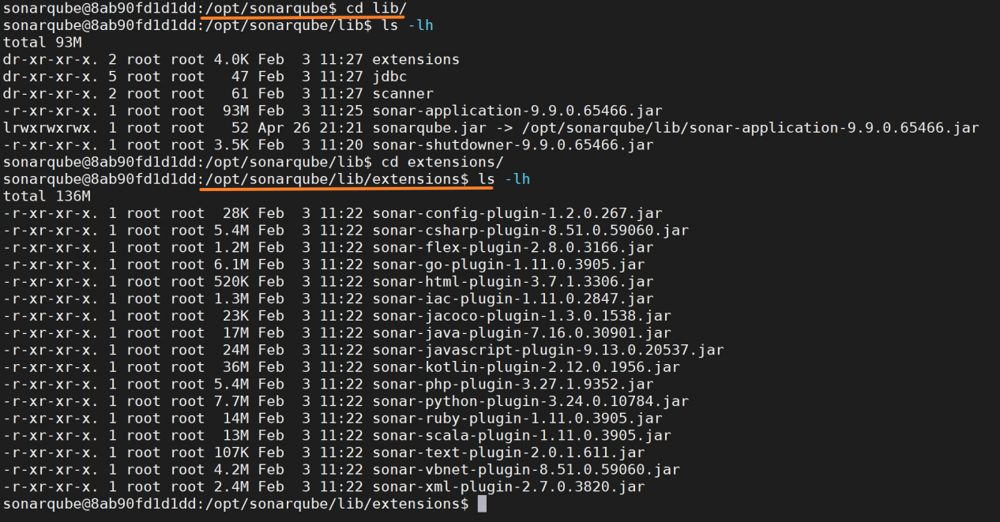 sonarqube@8ab90fd1d1dd:/opt/sonarqube$ cd lib/
sonarqube@8ab90fd1d1dd:/opt/sonarqube/lib$ ls -lh
total 93M
dr-xr-xr-x. 2 root root 4.0K Feb  3 11:27 extensions
dr-xr-xr-x. 5 root root   47 Feb  3 11:27 jdbc
dr-xr-xr-x. 2 root root   61 Feb  3 11:27 scanner
-r-xr-xr-x. 1 root root  93M Feb  3 11:25 sonar-application-9.9.0.65466.jar
lrwxrwxrwx. 1 root root   52 Apr 26 21:21 sonarqube.jar -> /opt/sonarqube/lib/sonar-application-9.9.0.65466.jar
-r-xr-xr-x. 1 root root 3.5K Feb  3 11:20 sonar-shutdowner-9.9.0.65466.jar
sonarqube@8ab90fd1d1dd:/opt/sonarqube/lib$ cd extensions/
sonarqube@8ab90fd1d1dd:/opt/sonarqube/lib/extensions$ ls -lh
total 136M
-r-xr-xr-x. 1 root root  28K Feb  3 11:22 sonar-config-plugin-1.2.0.267.jar
-r-xr-xr-x. 1 root root 5.4M Feb  3 11:22 sonar-csharp-plugin-8.51.0.59060.jar
-r-xr-xr-x. 1 root root 1.2M Feb  3 11:22 sonar-flex-plugin-2.8.0.3166.jar
-r-xr-xr-x. 1 root root 6.1M Feb  3 11:22 sonar-go-plugin-1.11.0.3905.jar
-r-xr-xr-x. 1 root root 520K Feb  3 11:22 sonar-html-plugin-3.7.1.3306.jar
-r-xr-xr-x. 1 root root 1.3M Feb  3 11:22 sonar-iac-plugin-1.11.0.2847.jar
-r-xr-xr-x. 1 root root  23K Feb  3 11:22 sonar-jacoco-plugin-1.3.0.1538.jar
-r-xr-xr-x. 1 root root  17M Feb  3 11:22 sonar-java-plugin-7.16.0.30901.jar
-r-xr-xr-x. 1 root root  24M Feb  3 11:22 sonar-javascript-plugin-9.13.0.20537.jar
-r-xr-xr-x. 1 root root  36M Feb  3 11:22 sonar-kotlin-plugin-2.12.0.1956.jar
-r-xr-xr-x. 1 root root 5.4M Feb  3 11:22 sonar-php-plugin-3.27.1.9352.jar
-r-xr-xr-x. 1 root root 7.7M Feb  3 11:22 sonar-python-plugin-3.24.0.10784.jar
-r-xr-xr-x. 1 root root  14M Feb  3 11:22 sonar-ruby-plugin-1.11.0.3905.jar
-r-xr-xr-x. 1 root root  13M Feb  3 11:22 sonar-scala-plugin-1.11.0.3905.jar
-r-xr-xr-x. 1 root root 107K Feb  3 11:22 sonar-text-plugin-2.0.1.611.jar
-r-xr-xr-x. 1 root root 4.2M Feb  3 11:22 sonar-vbnet-plugin-8.51.0.59060.jar
-r-xr-xr-x. 1 root root 2.4M Feb  3 11:22 sonar-xml-plugin-2.7.0.3820.jar
sonarqube@8ab90fd1d1dd:/opt/sonarqube/lib/extensions$